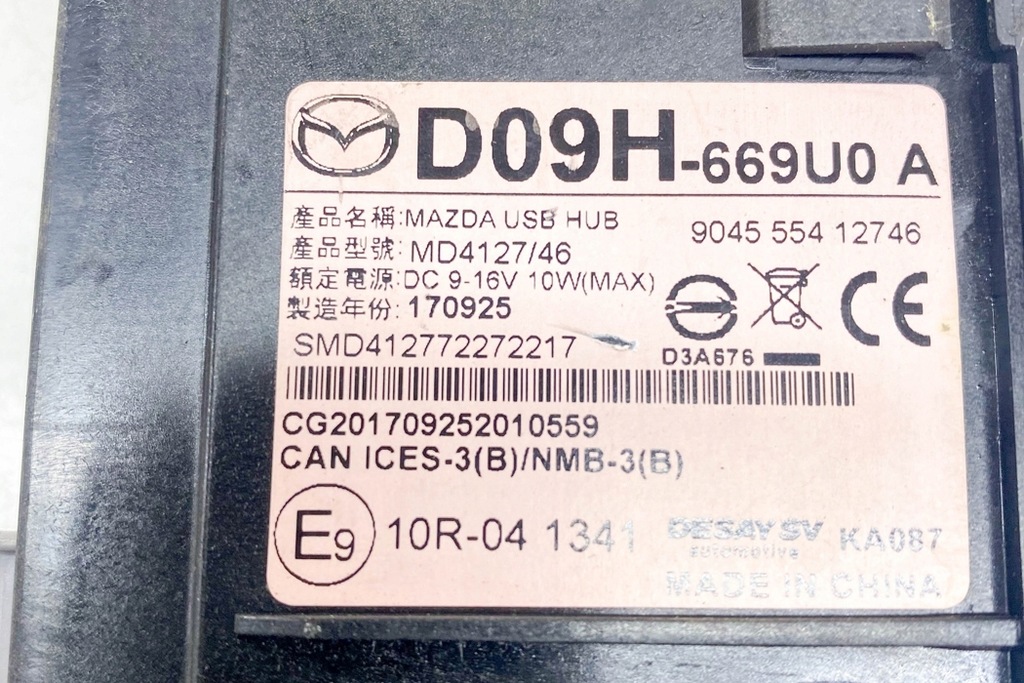 D09H-669U0 A
產品名稱:MAZDA USB HUB
產品型號:MD4127/46
9045 554 12746
額定電源:DC 9-16V 10W(MAX)
製造年份:170925
SMD412772272217
D3A676
CE
CG201709252010559
CAN ICES-3(B)/NMB-3(B)
E9 10R-04 1341
DESAY SV
automotive
KA087
MADE IN CHINA